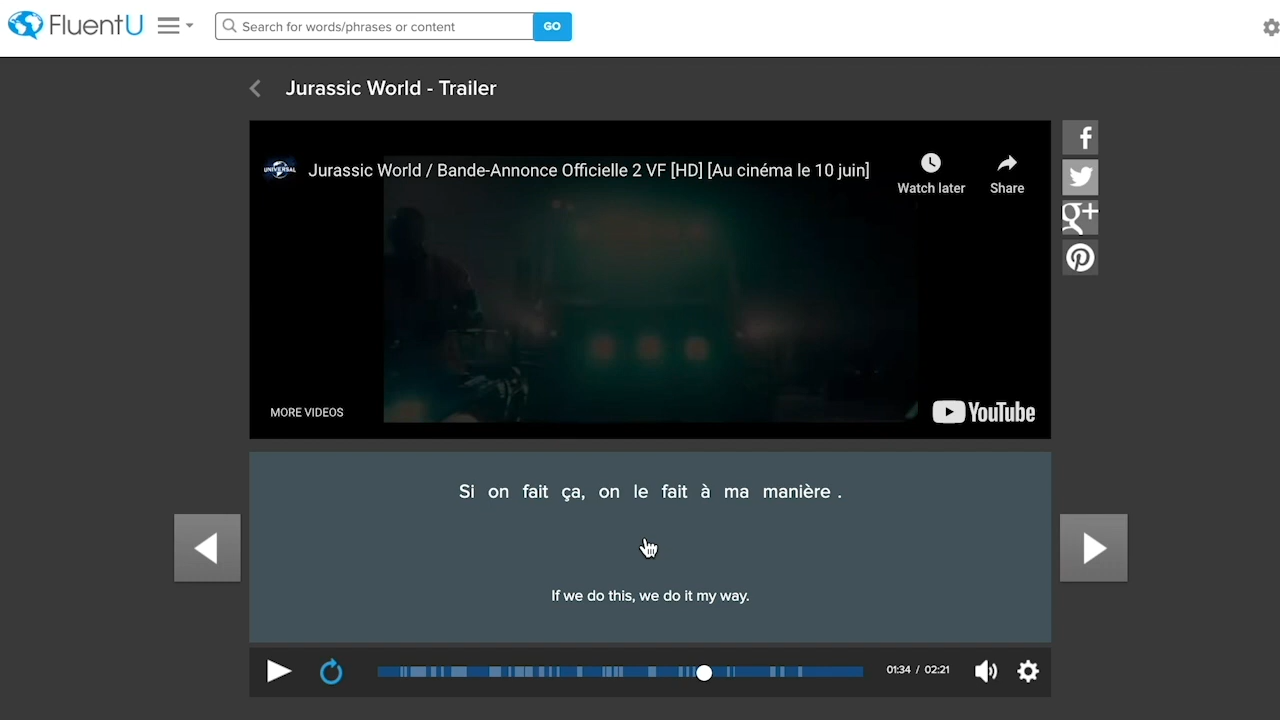 FluentU
Search for words/phrases or content
GO
Jurassic World - Trailer
UNIVERSAL
Jurassic World / Bande-Annonce Officielle 2 VF [HD] [Au cinéma le 10 juin]
Watch later
Share
f
g+
MORE VIDEOS
YouTube
Si on fait ça, on le fait à ma manière .
If we do this, we do it my way.
01:34 / 02:21